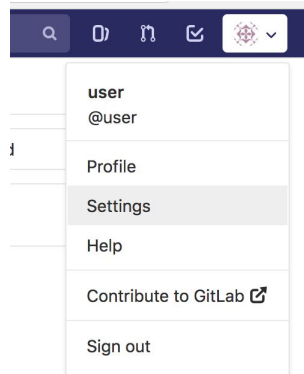 user
@user
Profile
Settings
Help
Contribute to GitLab
Sign out